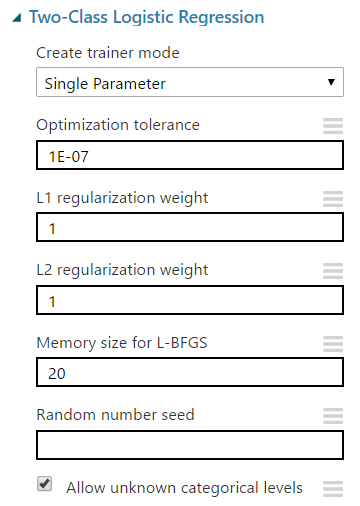 Two-Class Logistic Regression
Create trainer mode
Single Parameter
Optimization tolerance
1E-07
L1 regularization weight
1
L2 regularization weight
1
Memory size for L-BFGS
20
Random number seed
Allow unknown categorical levels